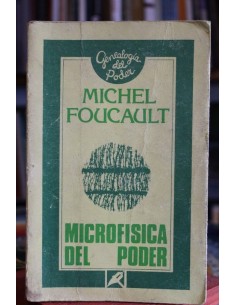 Genealogía
del
Poder
MICHEL
FOUCAULT
MICROFISICA
DEL PODER